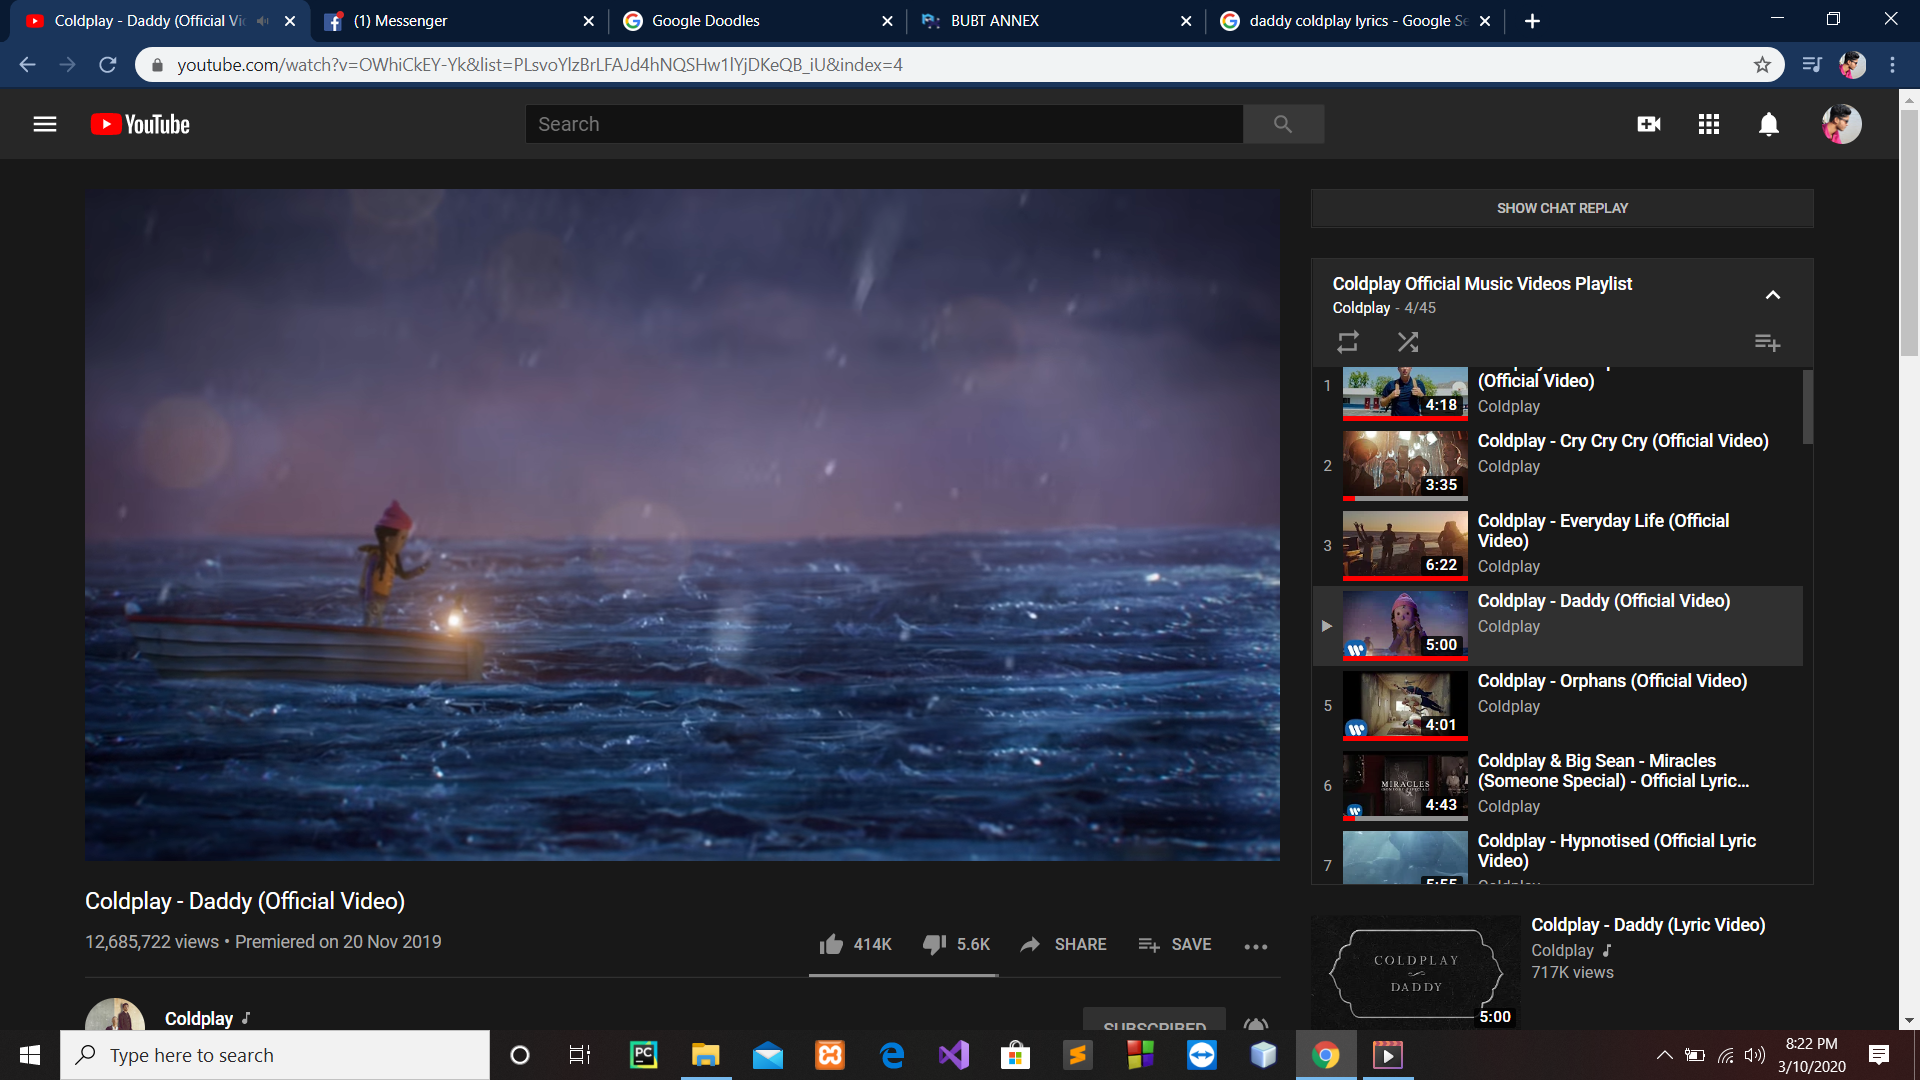 Coldplay - Daddy (Official Vi
(1) Messenger
Google Doodles
BUBT ANNEX
daddy coldplay lyrics - Google Se
youtube.com/watch?v=OWhiCkEY-Yk&list=PLsvoYlzBrLFAJd4hNQSHw1lYjDKeQB_iU&index=4
YouTube
Search
SHOW CHAT REPLAY
Coldplay Official Music Videos Playlist
Coldplay - 4/45
1
(Official Video)
Coldplay
4:18
2
Coldplay - Cry Cry Cry (Official Video)
Coldplay
3:35
3
Coldplay - Everyday Life (Official
Video)
Coldplay
6:22
Coldplay - Daddy (Official Video)
Coldplay
5:00
5
Coldplay - Orphans (Official Video)
Coldplay
4:01
6
Coldplay & Big Sean - Miracles
(Someone Special) - Official Lyric...
Coldplay
MIRACLES
4:43
7
Coldplay - Hypnotised (Official Lyric
Video)
Coldplay
5:55
Coldplay - Daddy (Official Video)
12,685,722 views • Premiered on 20 Nov 2019
414K
5.6K
SHARE
SAVE
Coldplay
SUBSCRIBED
COLDPLAY
DADDY
5:00
Coldplay - Daddy (Lyric Video)
Coldplay
717K views
Type here to search
PC
8:22 PM
3/10/2020